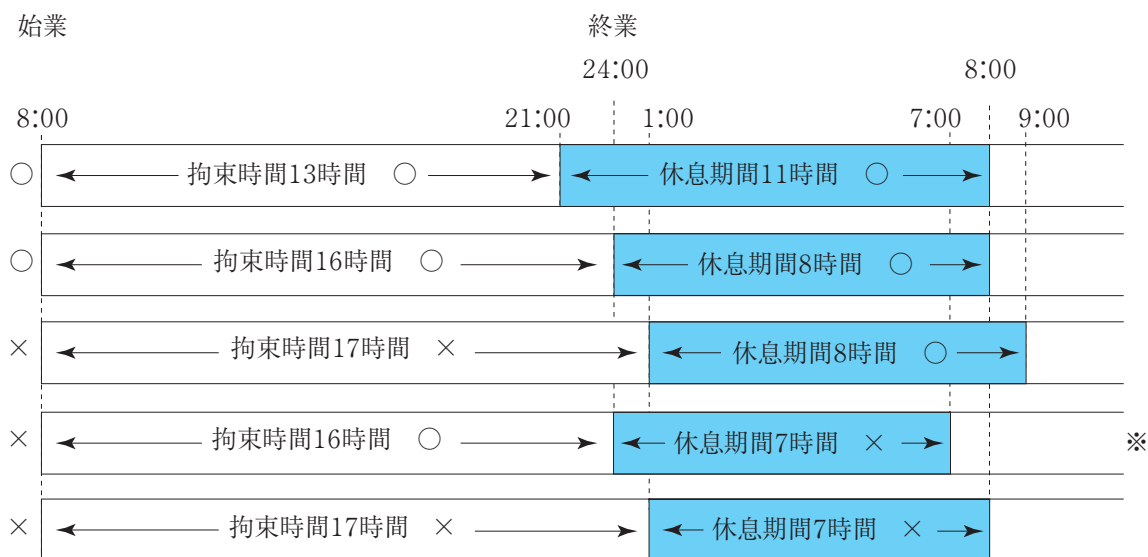 始業 終業
24:00 8:00
8:00 21:00 1:00 7:00 9:00
○ 拘束時間13時間 ○ 休息期間11時間 ○
○ 拘束時間16時間 ○ 休息期間8時間 ○
× 拘束時間17時間 × 休息期間8時間 ○
× 拘束時間16時間 ○ 休息期間7時間 × ※
× 拘束時間17時間 × 休息期間7時間 ×